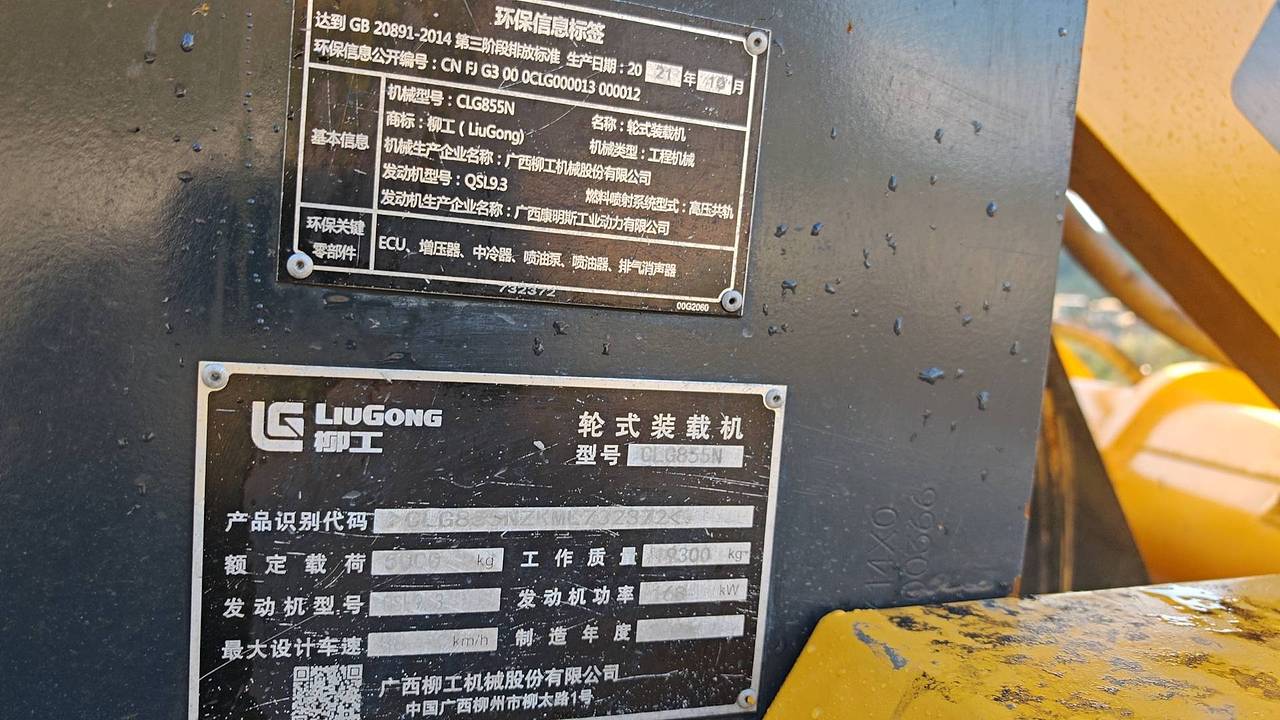 环保信息标签
达到 GB 20891-2014 第三阶段排放标准 生产日期:20 21 年 10 月
环保信息公开编号:CN FJ G3 00 0CLG000013 000012
基本信息
机械型号:CLG855N 名称:轮式装载机
商标:柳工(LiuGong) 机械类型:工程机械
机械生产企业名称:广西柳工机械股份有限公司
发动机型号:QSL9.3 燃料喷射系统型式:高压共轨
发动机生产企业名称:广西康明斯工业动力有限公司
环保关键零部件
ECU、增压器、中冷器、喷油泵、喷油器、排气消声器
732372
00G2060
LG LIUGONG
柳工
轮式装载机
型号 CLG855N
产品识别代码
额定载荷 5000 kg 工作质量 kg
发动机型号 发动机功率 168 kW
最大设计车速 km/h 制造年度
广西柳工机械股份有限公司
中国广西柳州市柳太路1号